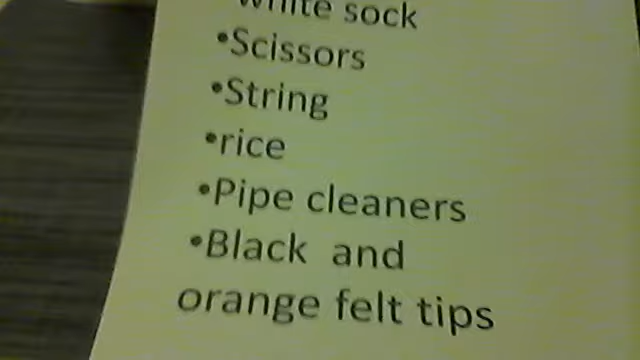 white sock
•Scissors
•String
•rice
•Pipe cleaners
•Black and
orange felt tips